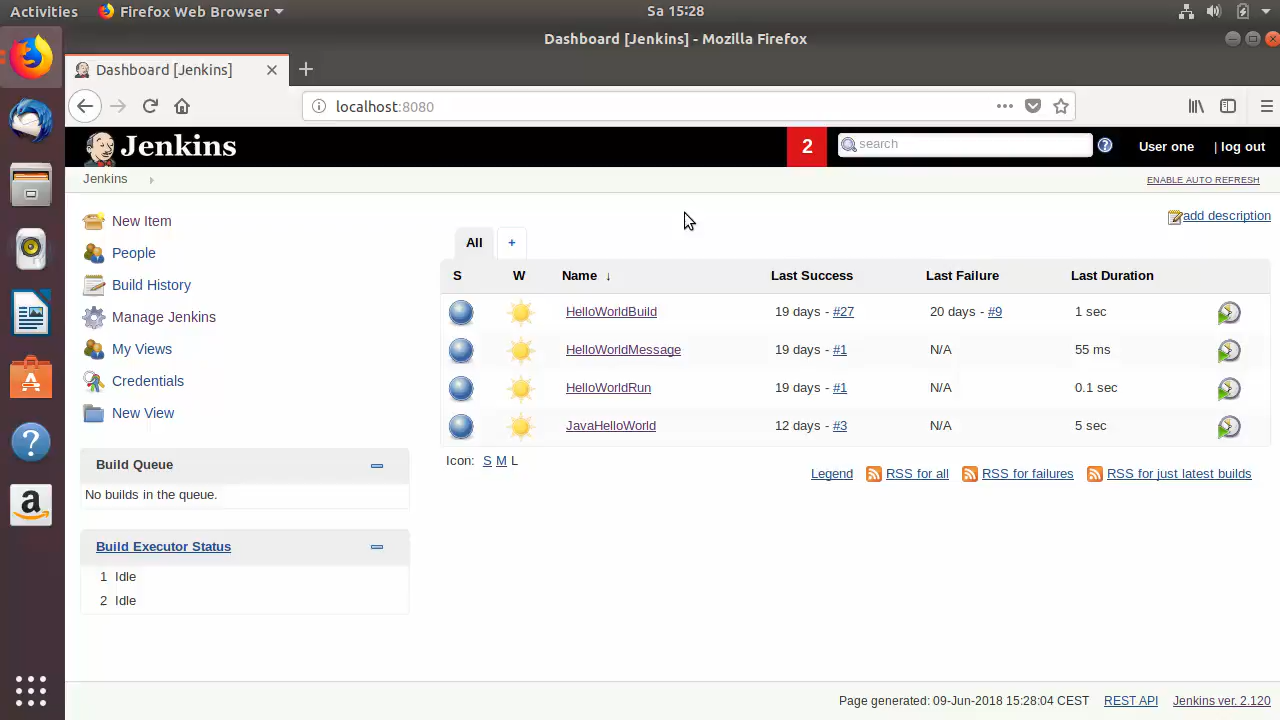 Activities Firefox Web Browser Sa 15:28
Dashboard [Jenkins] - Mozilla Firefox
Dashboard [Jenkins]
localhost:8080
Jenkins 2 search User one | log out
Jenkins ENABLE AUTO REFRESH
add description
New Item
People
Build History
Manage Jenkins
My Views
Credentials
New View
All +
S W Name ↓ Last Success Last Failure Last Duration
HelloWorldBuild 19 days - #27 20 days - #9 1 sec
HelloWorldMessage 19 days - #1 N/A 55 ms
HelloWorldRun 19 days - #1 N/A 0.1 sec
JavaHelloWorld 12 days - #3 N/A 5 sec
Icon: S M L
Legend RSS for all RSS for failures RSS for just latest builds
Build Queue
No builds in the queue.
Build Executor Status
1 Idle
2 Idle
Page generated: 09-Jun-2018 15:28:04 CEST REST API Jenkins ver. 2.120